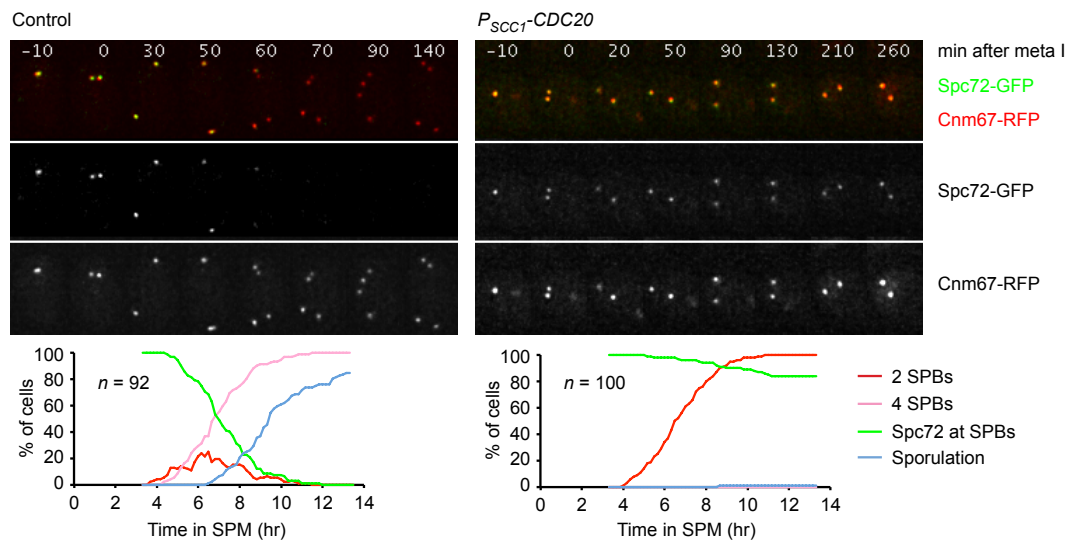 Control
P_SCC1-CDC20
-10 0 30 50 60 70 90 140
-10 0 20 50 90 130 210 260
min after meta I
Spc72-GFP
Cnm67-RFP
Spc72-GFP
Cnm67-RFP
% of cells
100
80
60
40
20
0
n = 92
0 2 4 6 8 10 12 14
Time in SPM (hr)
% of cells
100
80
60
40
20
0
n = 100
0 2 4 6 8 10 12 14
Time in SPM (hr)
2 SPBs
4 SPBs
Spc72 at SPBs
Sporulation